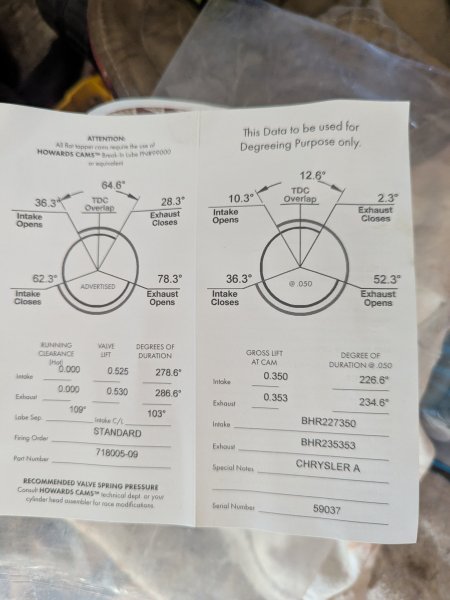 ATTENTION:
All flat tappet cams require the use of
HOWARDS CAMS™ Break-In Lube PN#99000
or equivalent
64.6°
36.3°
TDC
Overlap
28.3°
Intake
Opens
Exhaust
Closes
62.3°
ADVERTISED
78.3°
Intake
Closes
Exhaust
Opens
RUNNING
CLEARANCE
(Hot)
VALVE
LIFT
DEGREES OF
DURATION
Intake 0.000 0.525 278.6°
Exhaust 0.000 0.530 286.6°
Lobe Sep. 109° Intake C/L 103°
Firing Order STANDARD
Part Number 718005-09
RECOMMENDED VALVE SPRING PRESSURE
Consult HOWARDS CAMS™ technical dept. or your
cylinder head assembler for race modifications.
This Data to be used for
Degreeing Purpose only.
12.6°
10.3°
TDC
Overlap
2.3°
Intake
Opens
Exhaust
Closes
36.3°
@ .050
52.3°
Intake
Closes
Exhaust
Opens
GROSS LIFT
AT CAM
DEGREE OF
DURATION @ .050
Intake 0.350 226.6°
Exhaust 0.353 234.6°
Intake BHR227350
Exhaust BHR235353
Special Notes CHRYSLER A
Serial Number 59037